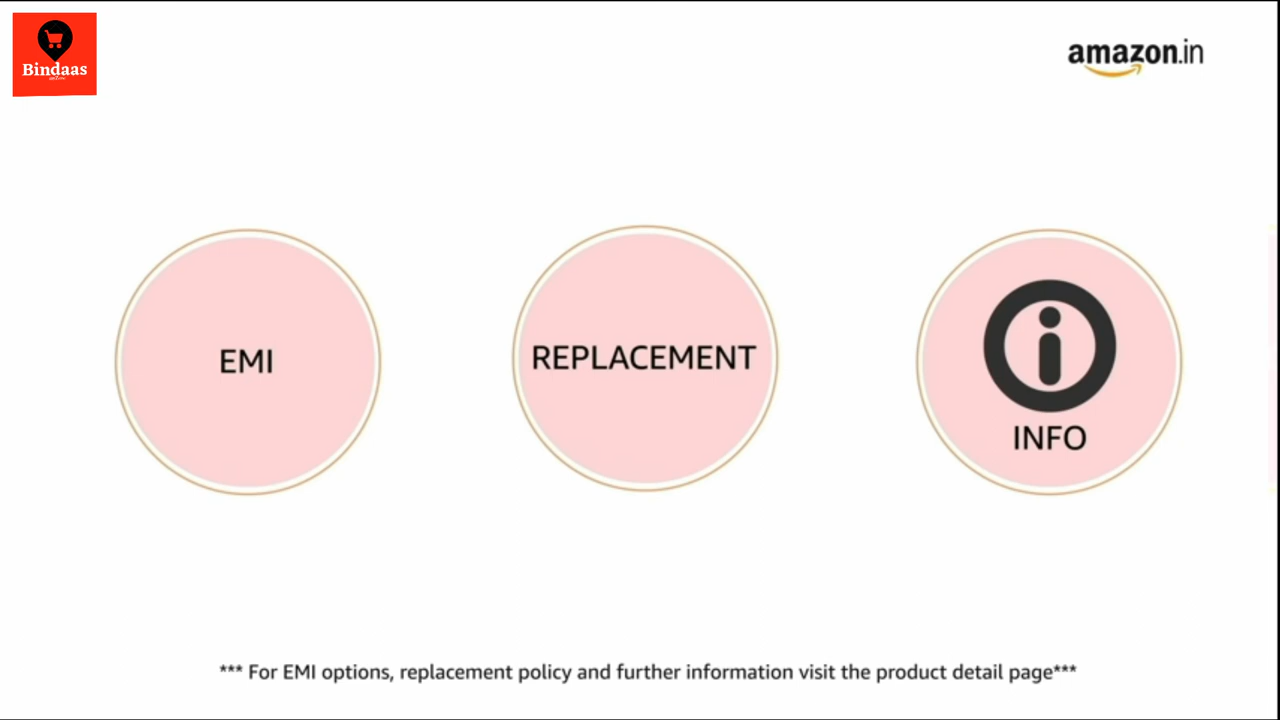 Bindaas
online
amazon.in
EMI
REPLACEMENT
INFO
*** For EMI options, replacement policy and further information visit the product detail page***